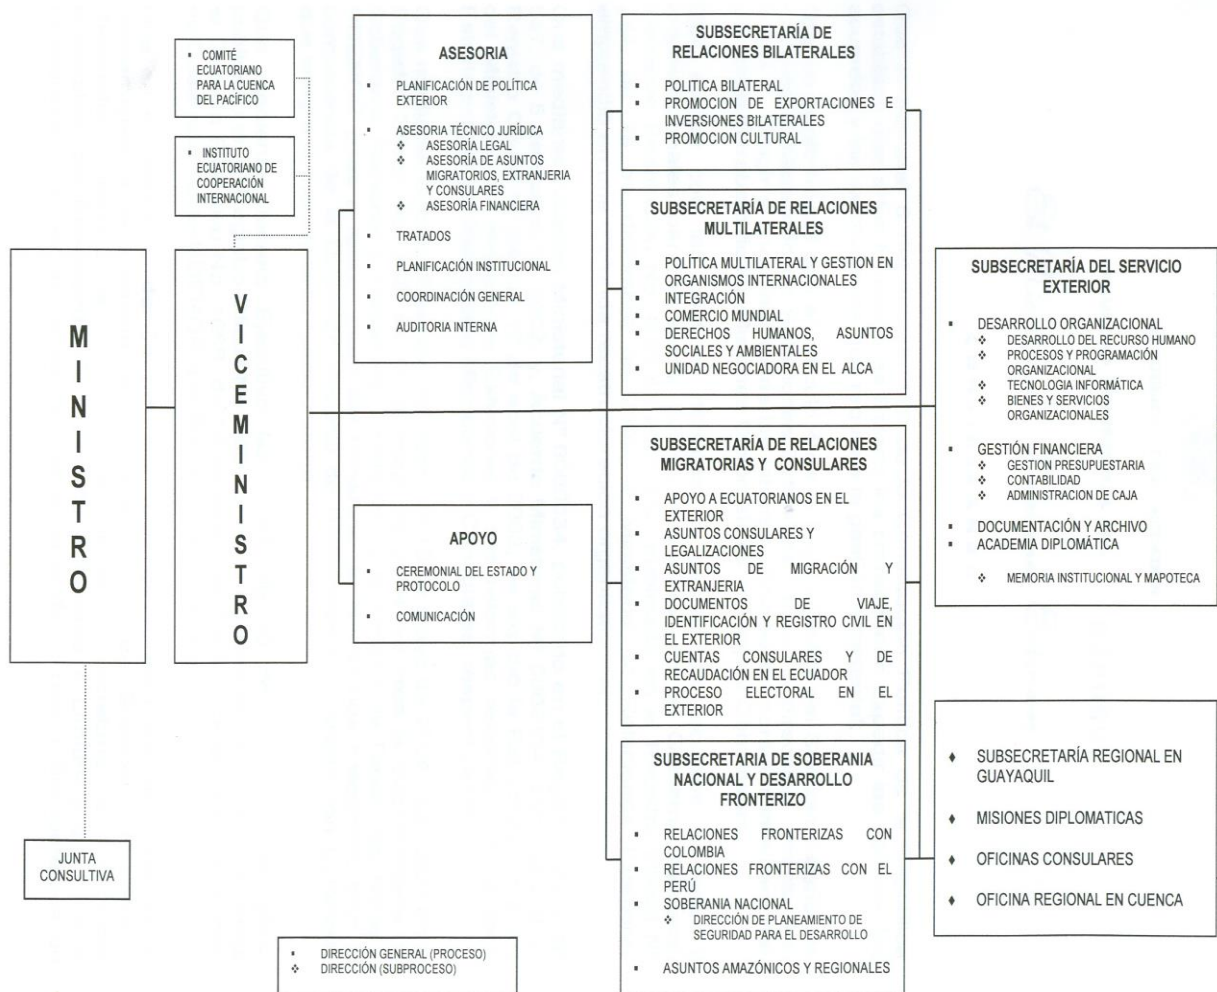 COMITÉ
ECUATORIANO
PARA LA CUENCA
DEL PACÍFICO
INSTITUTO
ECUATORIANO DE
COOPERACIÓN
INTERNACIONAL
MINISTRO
VICEMINISTRO
JUNTA
CONSULTIVA
ASESORIA
PLANIFICACIÓN DE POLÍTICA
EXTERIOR
ASESORIA TÉCNICO JURÍDICA
ASESORÍA LEGAL
ASESORÍA DE ASUNTOS
MIGRATORIOS, EXTRANJERIA
Y CONSULARES
ASESORÍA FINANCIERA
TRATADOS
PLANIFICACIÓN INSTITUCIONAL
COORDINACIÓN GENERAL
AUDITORIA INTERNA
APOYO
CEREMONIAL DEL ESTADO Y
PROTOCOLO
COMUNICACIÓN
SUBSECRETARÍA DE
RELACIONES BILATERALES
POLITICA BILATERAL
PROMOCION DE EXPORTACIONES E
INVERSIONES BILATERALES
PROMOCION CULTURAL
SUBSECRETARÍA DE RELACIONES
MULTILATERALES
POLÍTICA MULTILATERAL Y GESTION EN
ORGANISMOS INTERNACIONALES
INTEGRACIÓN
COMERCIO MUNDIAL
DERECHOS HUMANOS, ASUNTOS
SOCIALES Y AMBIENTALES
UNIDAD NEGOCIADORA EN EL ALCA
SUBSECRETARÍA DE RELACIONES
MIGRATORIAS Y CONSULARES
APOYO A ECUATORIANOS EN EL
EXTERIOR
ASUNTOS CONSULARES Y
LEGALIZACIONES
ASUNTOS DE MIGRACIÓN Y
EXTRANJERIA
DOCUMENTOS DE VIAJE,
IDENTIFICACIÓN Y REGISTRO CIVIL EN
EL EXTERIOR
CUENTAS CONSULARES Y DE
RECAUDACIÓN EN EL ECUADOR
PROCESO ELECTORAL EN EL
EXTERIOR
SUBSECRETARIA DE SOBERANIA
NACIONAL Y DESARROLLO
FRONTERIZO
RELACIONES FRONTERIZAS CON
COLOMBIA
RELACIONES FRONTERIZAS CON EL
PERÚ
SOBERANIA NACIONAL
DIRECCIÓN DE PLANEAMIENTO DE
SEGURIDAD PARA EL DESARROLLO
ASUNTOS AMAZÓNICOS Y REGIONALES
SUBSECRETARÍA DEL SERVICIO
EXTERIOR
DESARROLLO ORGANIZACIONAL
DESARROLLO DEL RECURSO HUMANO
PROCESOS Y PROGRAMACIÓN
ORGANIZACIONAL
TECNOLOGIA INFORMÁTICA
BIENES Y SERVICIOS
ORGANIZACIONALES
GESTIÓN FINANCIERA
GESTION PRESUPUESTARIA
CONTABILIDAD
ADMINISTRACION DE CAJA
DOCUMENTACIÓN Y ARCHIVO
ACADEMIA DIPLOMÁTICA
MEMORIA INSTITUCIONAL Y MAPOTECA
SUBSECRETARÍA REGIONAL EN
GUAYAQUIL
MISIONES DIPLOMATICAS
OFICINAS CONSULARES
OFICINA REGIONAL EN CUENCA
DIRECCIÓN GENERAL (PROCESO)
DIRECCIÓN (SUBPROCESO)